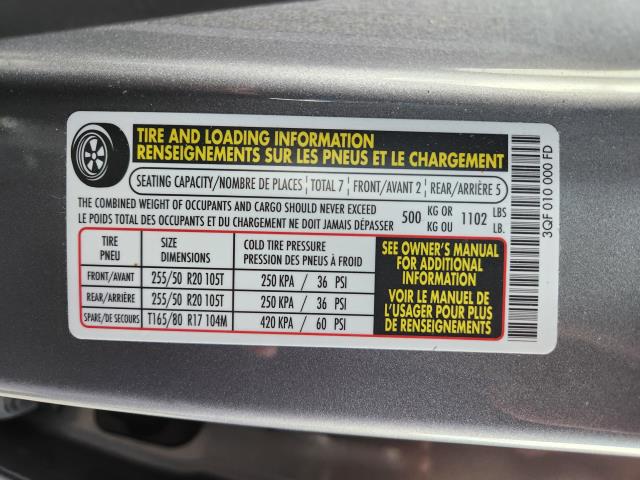 TIRE AND LOADING INFORMATION
RENSEIGNEMENTS SUR LES PNEUS ET LE CHARGEMENT
SEATING CAPACITY/NOMBRE DE PLACES TOTAL 7 FRONT/AVANT 2 REAR/ARRIÈRE 5
THE COMBINED WEIGHT OF OCCUPANTS AND CARGO SHOULD NEVER EXCEED 500 KG OR 1102 LBS
LE POIDS TOTAL DES OCCUPANTS ET DU CHARGEMENT NE DOIT JAMAIS DÉPASSER KG OU LB.
TIRE SIZE COLD TIRE PRESSURE
PNEU DIMENSIONS PRESSION DES PNEUS À FROID
FRONT/AVANT 255/50 R20 105T 250 KPA / 36 PSI
REAR/ARRIÈRE 255/50 R20 105T 250 KPA / 36 PSI
SPARE/DE SECOURS T165/80 R17 104M 420 KPA / 60 PSI
SEE OWNER'S MANUAL
FOR ADDITIONAL
INFORMATION
VOIR LE MANUEL DE
L'USAGER POUR PLUS
DE RENSEIGNEMENTS
3QF 010 000 FD